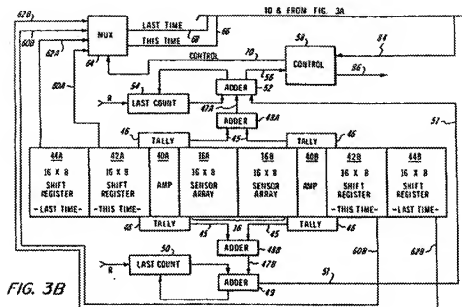 62B
60B
62A
60A
MUX
64
LAST TIME
THIS TIME
68
66
TO & FROM FIG. 3A
CONTROL
70
58
CONTROL
84
86
54
R
LAST COUNT
56
ADDER
52
47A
ADDER
48A
51
46
TALLY
45
TALLY
46
44A
42A
40A
16A
16B
40B
42B
44B
16 X 8
SHIFT
REGISTER
-LAST TIME-
16 X 8
SHIFT
REGISTER
-THIS TIME-
AMP
16 X 8
SENSOR
ARRAY
16 X 8
SENSOR
ARRAY
AMP
16 X 8
SHIFT
REGISTER
-THIS TIME-
16 X 8
SHIFT
REGISTER
-LAST TIME-
46
TALLY
45
16
45
TALLY
46
60B
62B
50
ADDER
48B
47B
R
LAST COUNT
ADDER
49
51
FIG. 3B